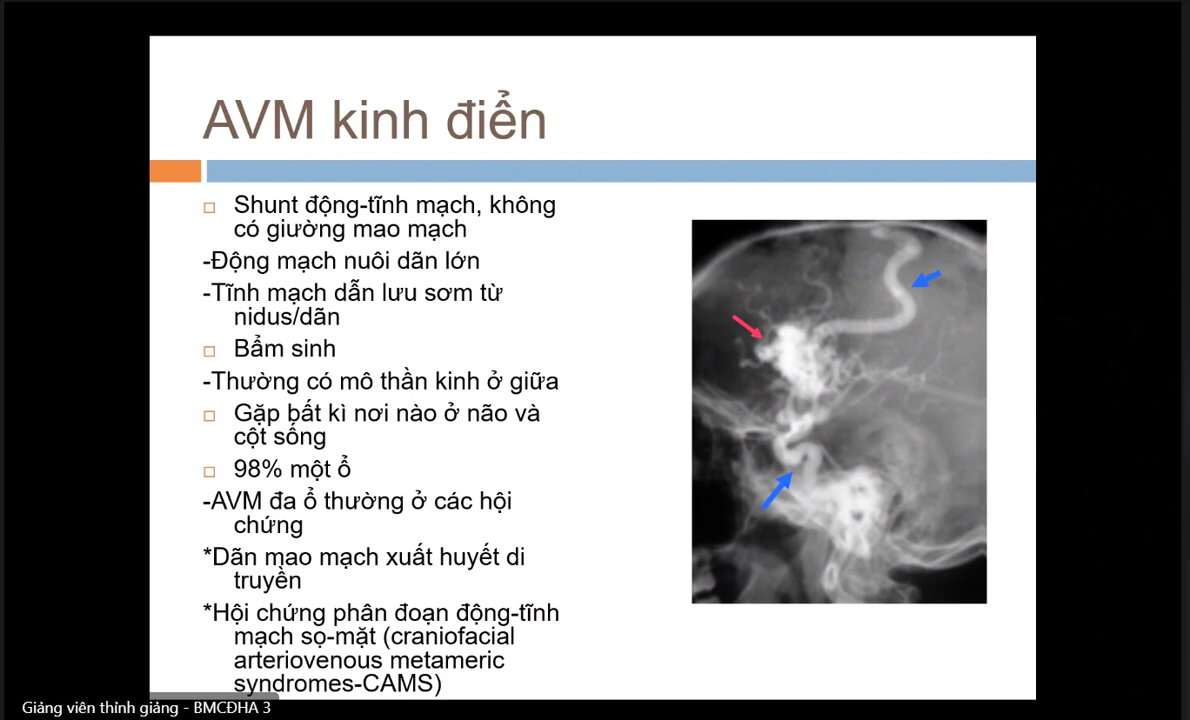 AVM kinh điển
□ Shunt động-tĩnh mạch, không
có giường mao mạch
-Động mạch nuôi dãn lớn
-Tĩnh mạch dẫn lưu sơm từ
nidus/dãn
□ Bẩm sinh
-Thường có mô thần kinh ở giữa
□ Gặp bất kì nơi nào ở não và
cột sống
□ 98% một ổ
-AVM đa ổ thường ở các hội
chứng
*Dãn mao mạch xuất huyết di
truyền
*Hội chứng phân đoạn động-tĩnh
mạch sọ-mặt (craniofacial
arteriovenous metameric
syndromes-CAMS)
Giảng viên thỉnh giảng - BMCĐHA 3